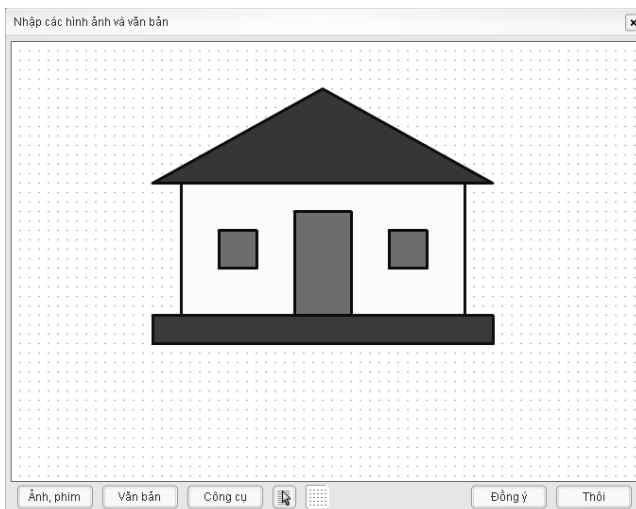 Nhập các hình ảnh và văn bản
Ảnh, phim
Văn bản
Công cụ
Đồng ý
Thôi